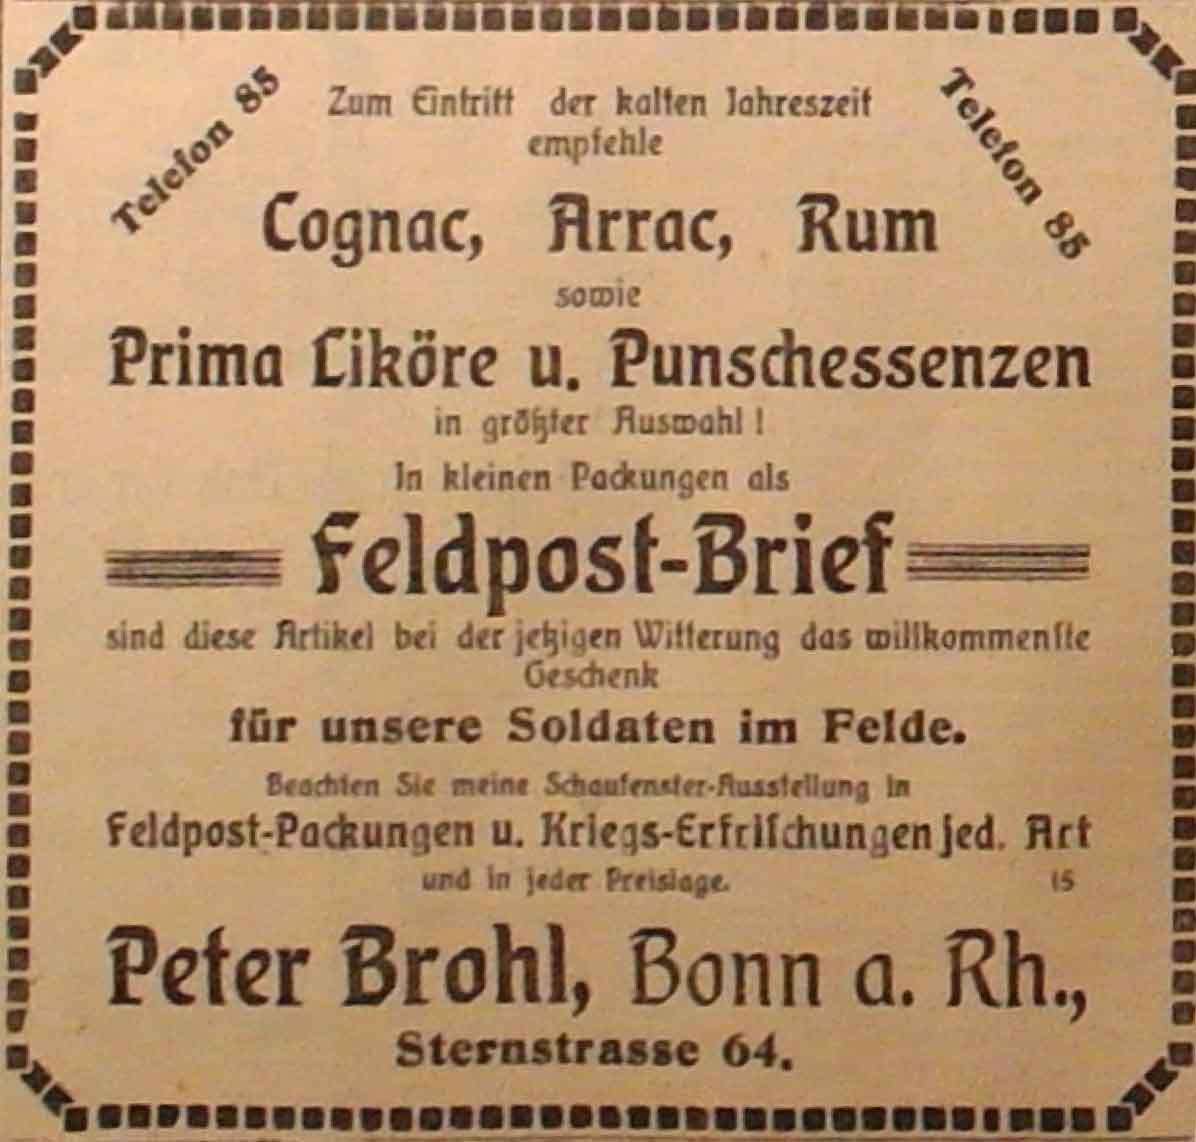 Telefon 85
Telefon 85
Zum Eintritt der kalten Jahreszeit
empfehle
Cognac, Arrac, Rum
sowie
Prima Liköre u. Punschessenzen
in größter Auswahl!
In kleinen Packungen als
Feldpost-Brief
sind diese Artikel bei der jetzigen Witterung das willkommenste
Geschenk
für unsere Soldaten im Felde.
Beachten Sie meine Schaufenster-Ausstellung in
Feldpost-Packungen u. Kriegs-Erfrischungen jed. Art
und in jeder Preislage. 15
Peter Brohl, Bonn a. Rh.,
Sternstrasse 64.